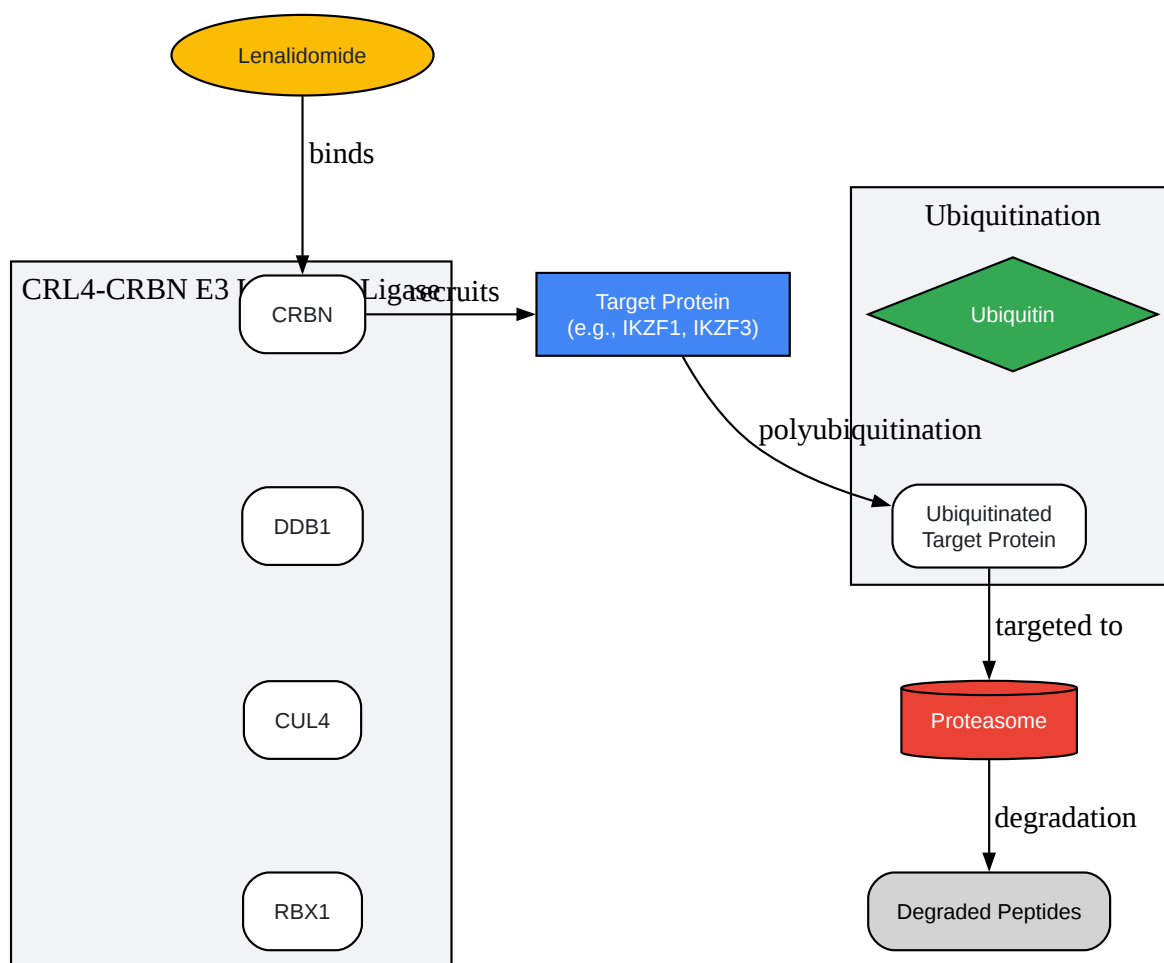 Lenalidomide
binds
Ubiquitination
CRL4-CRBN E3 Ligase
recruits
CRBN
Target Protein
(e.g., IKZF1, IKZF3)
Ubiquitin
polyubiquitination
DDB1
Ubiquitinated
Target Protein
targeted to
CUL4
Proteasome
degradation
RBX1
Degraded Peptides